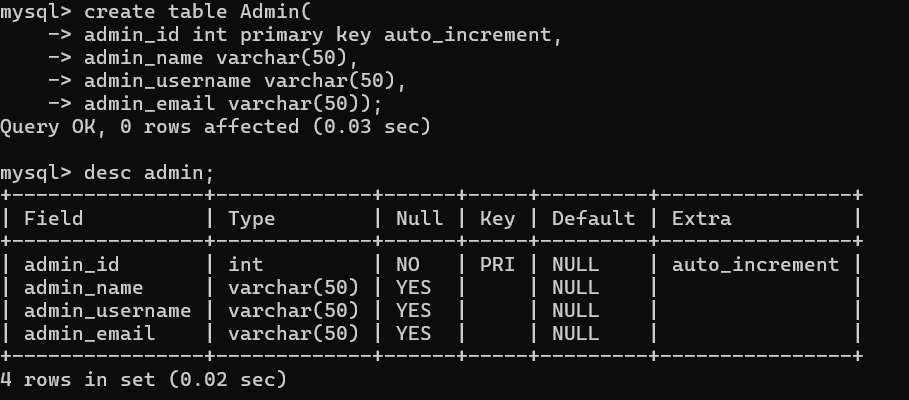 mysql> create table Admin(
    -> admin_id int primary key auto_increment,
    -> admin_name varchar(50),
    -> admin_username varchar(50),
    -> admin_email varchar(50));
Query OK, 0 rows affected (0.03 sec)

mysql> desc admin;
+----------------+-------------+------+-----+---------+----------------+
| Field          | Type        | Null | Key | Default | Extra          |
+----------------+-------------+------+-----+---------+----------------+
| admin_id       | int         | NO   | PRI | NULL    | auto_increment |
| admin_name     | varchar(50) | YES  |     | NULL    |                |
| admin_username | varchar(50) | YES  |     | NULL    |                |
| admin_email    | varchar(50) | YES  |     | NULL    |                |
+----------------+-------------+------+-----+---------+----------------+
4 rows in set (0.02 sec)